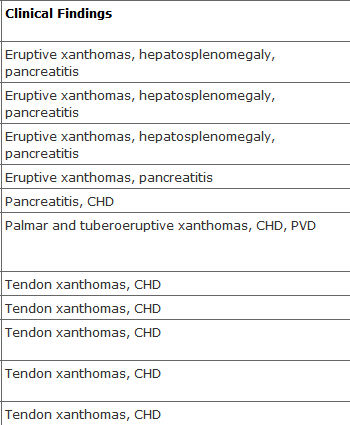 Clinical Findings
Eruptive xanthomas, hepatosplenomegaly,
pancreatitis
Eruptive xanthomas, hepatosplenomegaly,
pancreatitis
Eruptive xanthomas, hepatosplenomegaly,
pancreatitis
Eruptive xanthomas, pancreatitis
Pancreatitis, CHD
Palmar and tuberoeruptive xanthomas, CHD, PVD
Tendon xanthomas, CHD
Tendon xanthomas, CHD
Tendon xanthomas, CHD
Tendon xanthomas, CHD
Tendon xanthomas, CHD